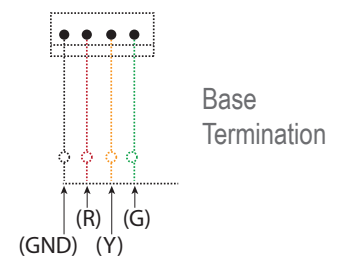 Base
Termination
(R) (G)
(GND) (Y)